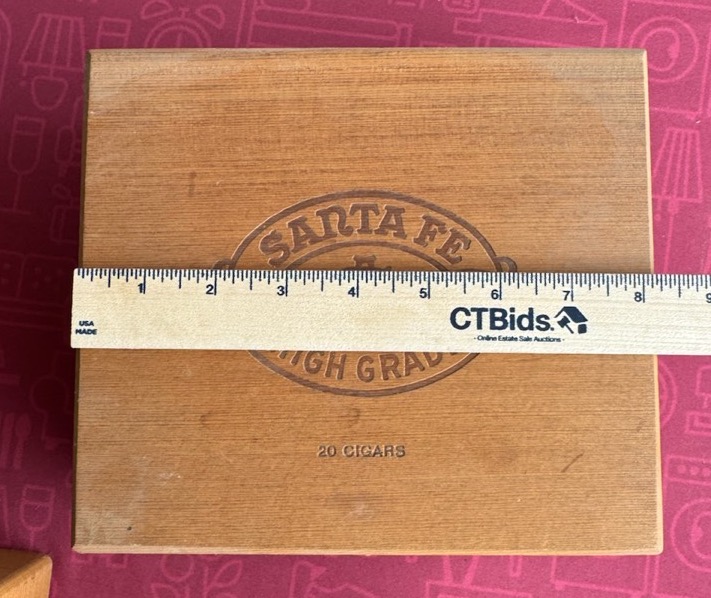 SANTA FE
1 2 3 4 5 6 7 8 9
USA
MADE
CTBids.
- Online Estate Sale Auctions -
HIGH GRADE
20 CIGARS